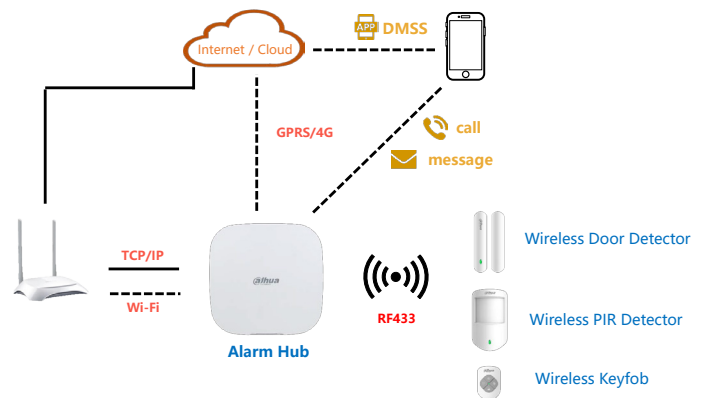 APP DMSS
Internet / Cloud
call
GPRS/4G
message
Wireless Door Detector
TCP/IP
alhua
Wi-Fi
RF433
Wireless PIR Detector
Alarm Hub
Wireless Keyfob